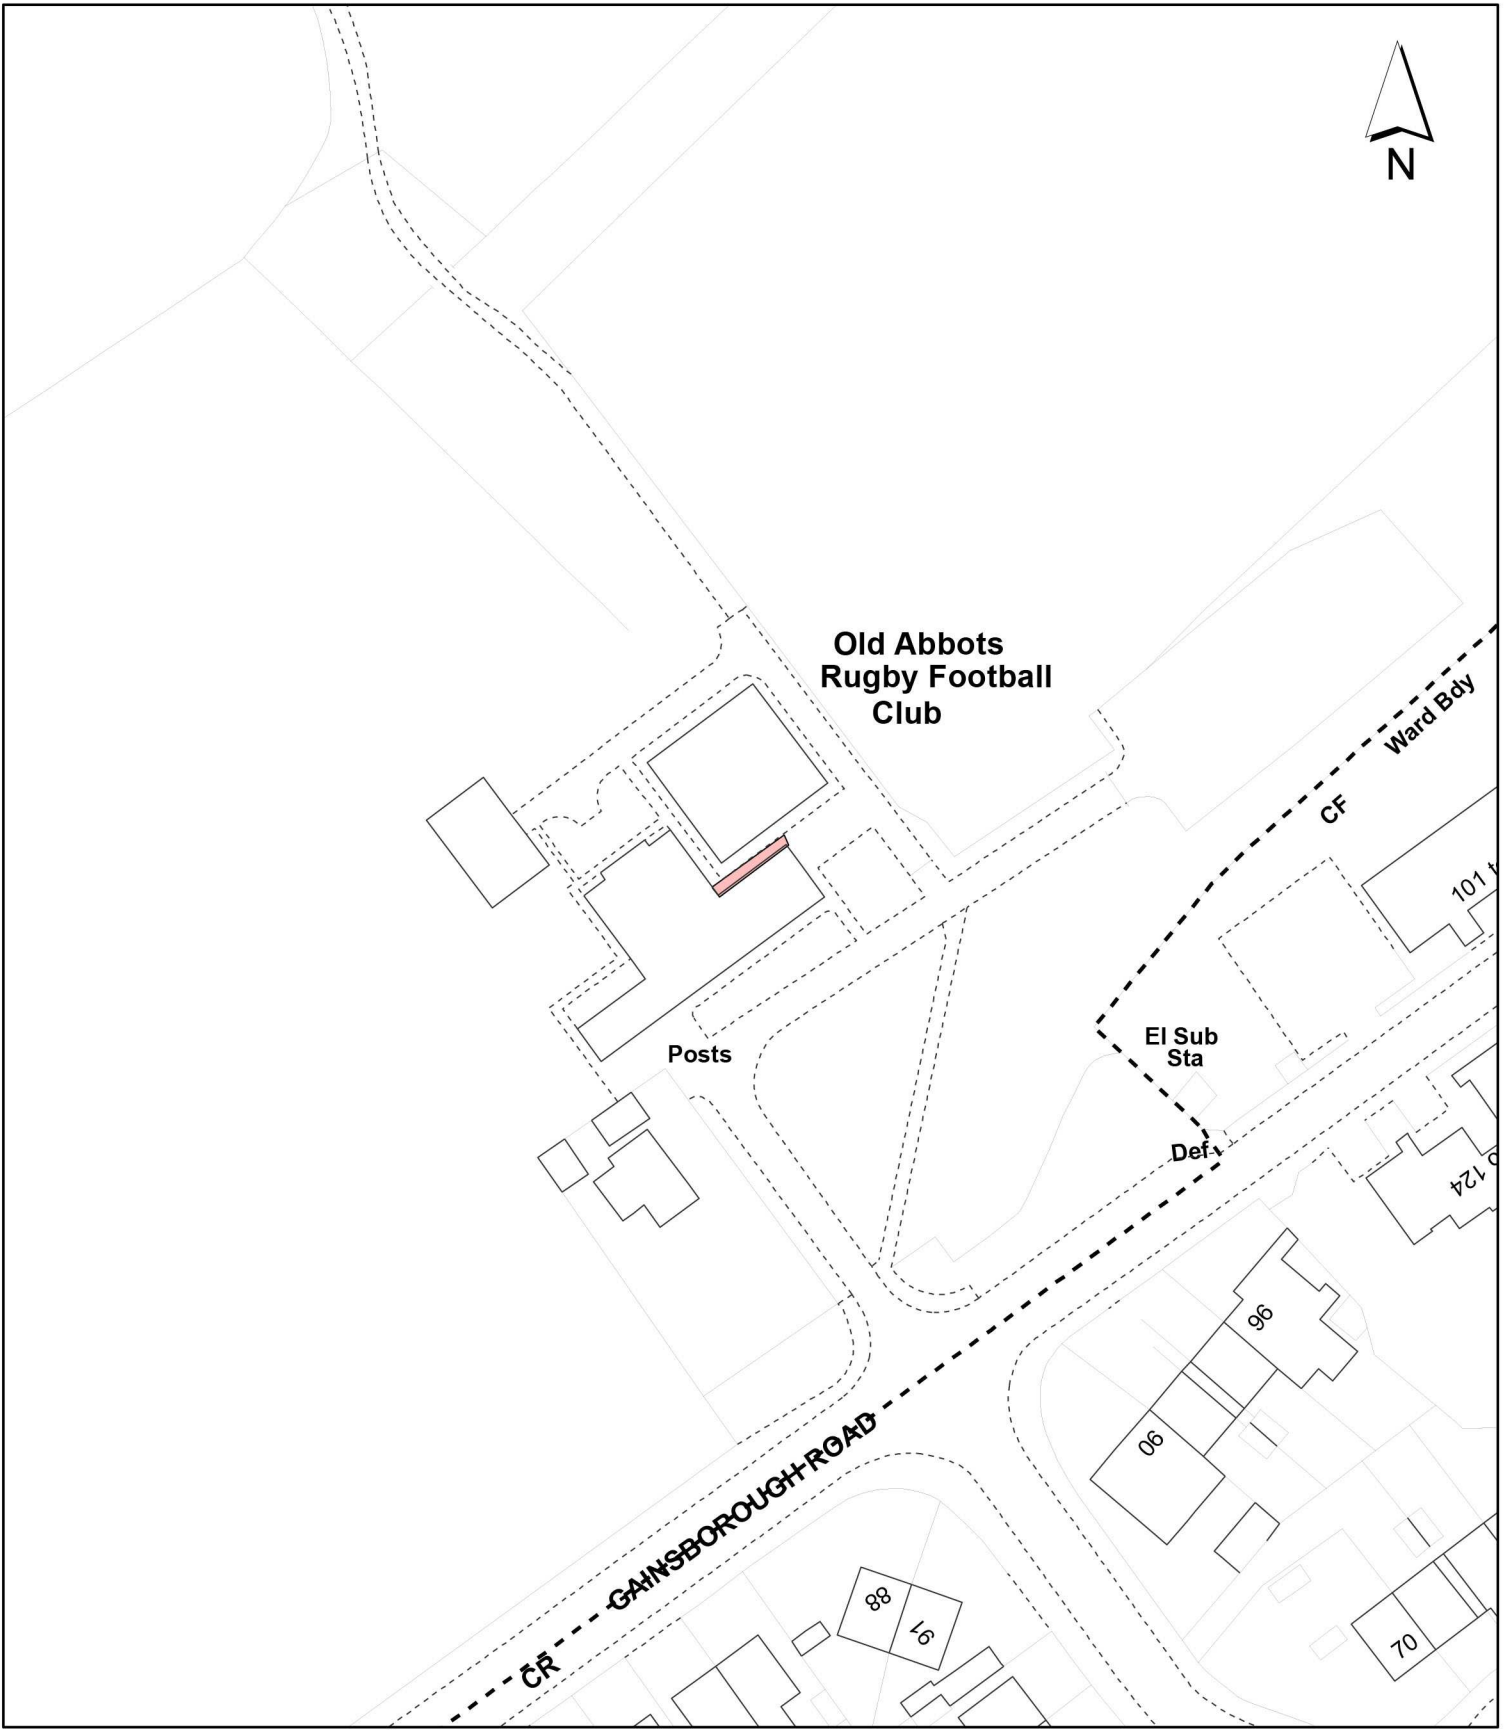 N
Old Abbots
Rugby Football
Club
Ward Bdy
CF
101 t
El Sub
Sta
Posts
Def
o 124
96
90
GAINSBOROUGH ROAD
88
91
70
CR